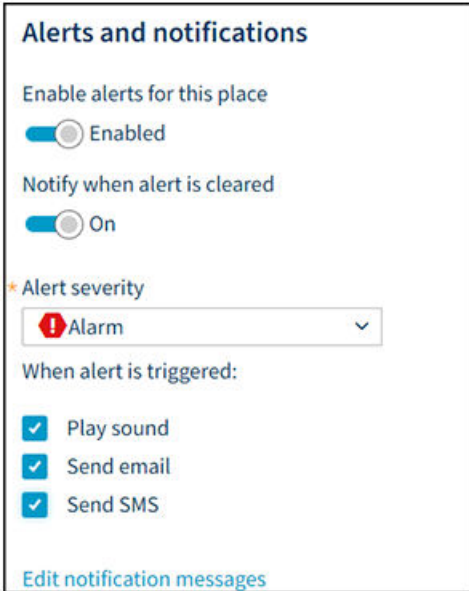 Alerts and notifications
Enable alerts for this place
Enabled
Notify when alert is cleared
On
* Alert severity
! Alarm
When alert is triggered:
Play sound
Send email
Send SMS
Edit notification messages